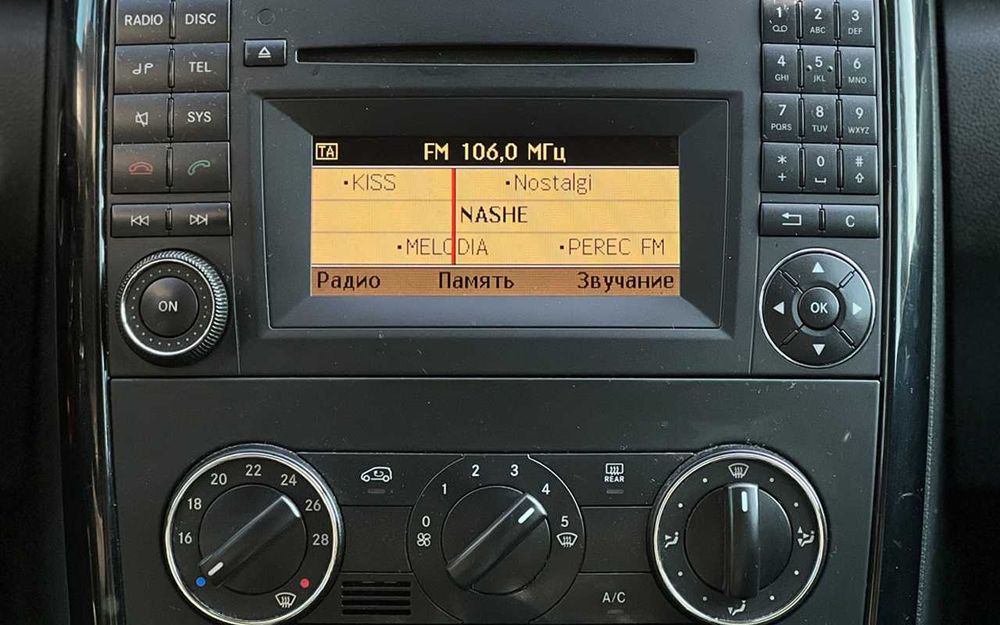 RADIO DISC
TEL
SYS
1 2 ABC 3 DEF
4 GHI 5 JKL 6 MNO
7 PQRS 8 TUV 9 WXYZ
* + 0 #
C
TA FM 106,0 МГц
•KISS •Nostalgi
NASHE
•MELODIA •PEREC FM
Радио Память Звучание
ON
OK
16 18 20 22 24 26 28
0 1 2 3 4 5
REAR
A/C